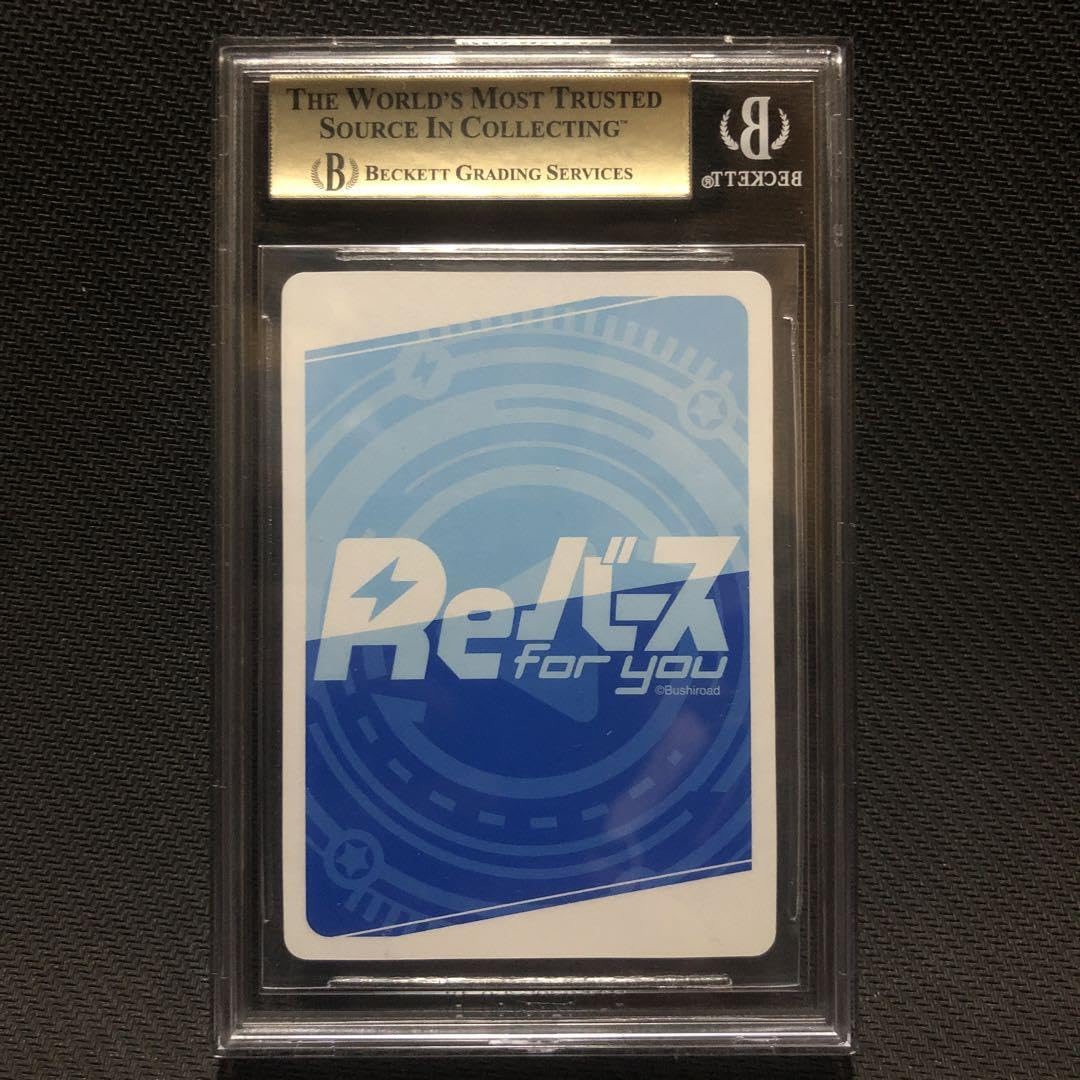 THE WORLD'S MOST TRUSTED
SOURCE IN COLLECTING™
B BECKETT GRADING SERVICES
B
BECKETT®
Reバース
for you
©Bushiroad